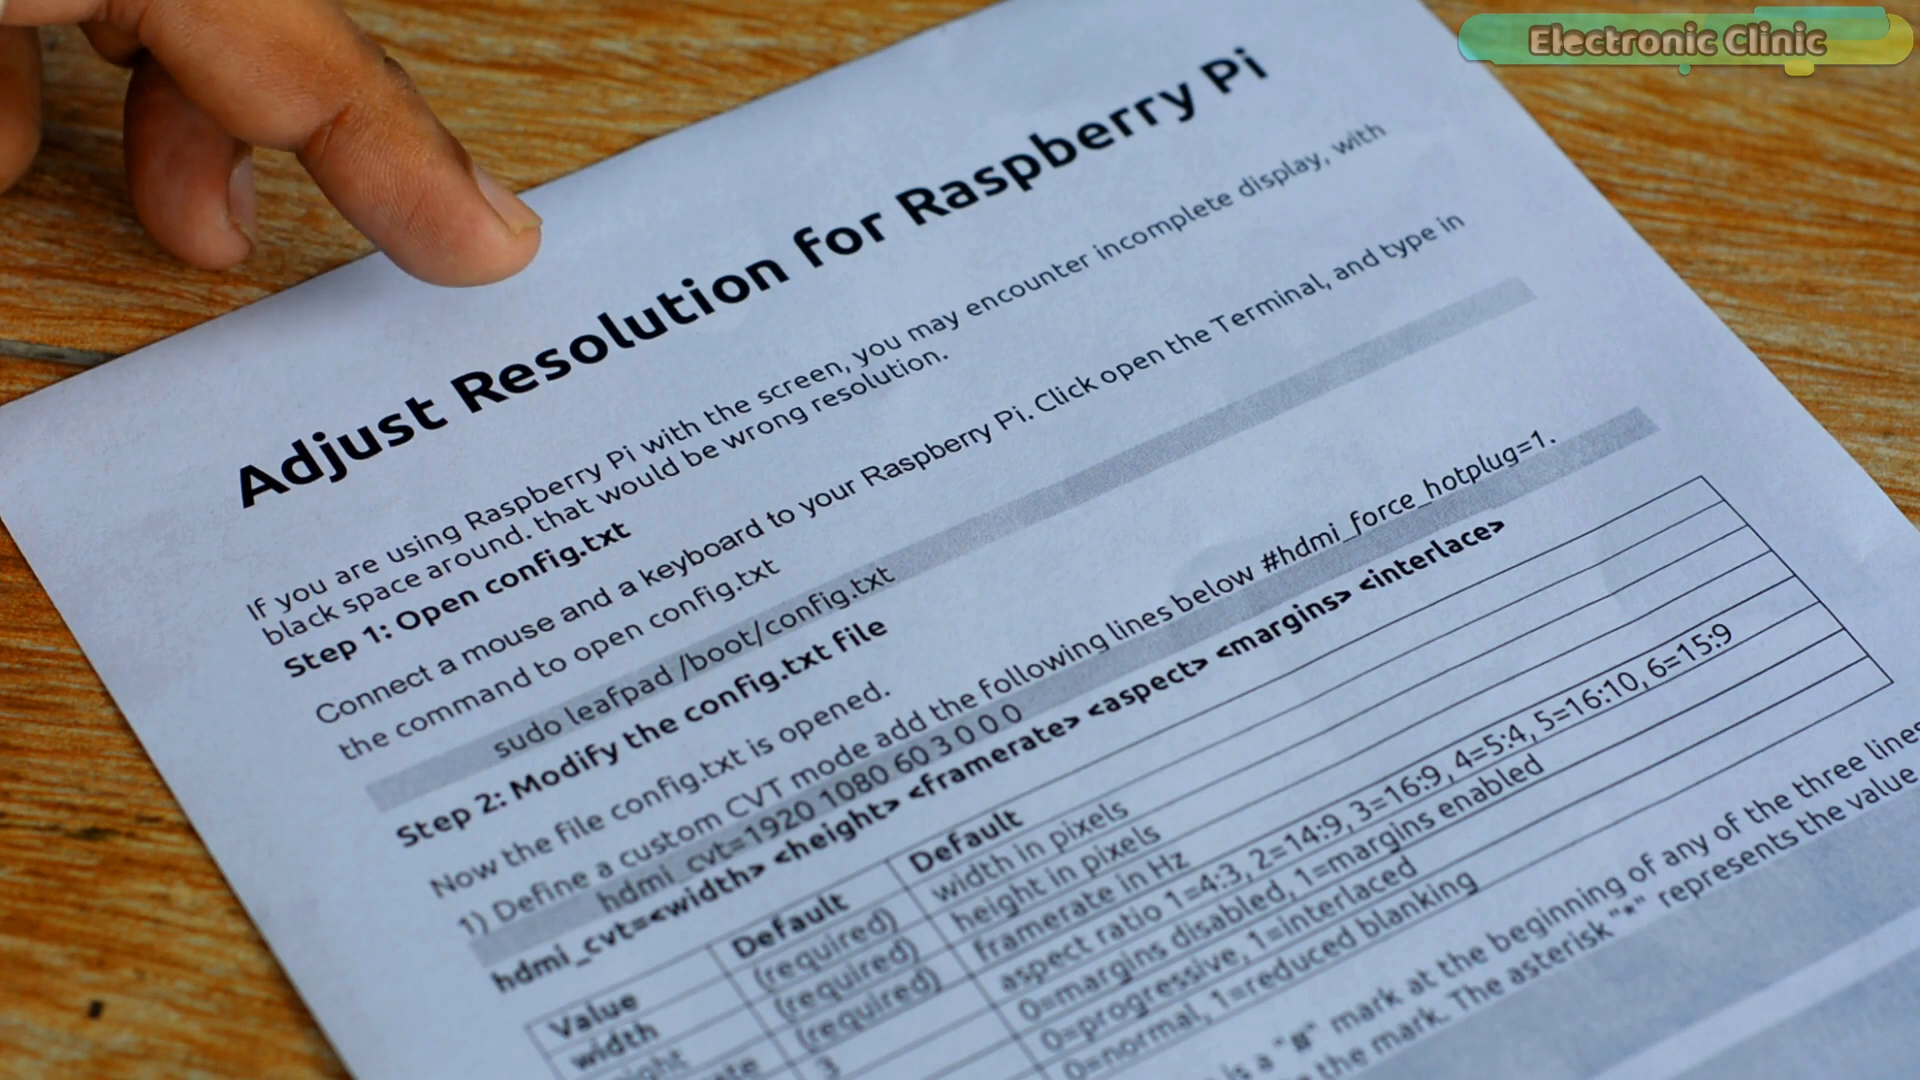 Electronic Clinic
Adjust Resolution for Raspberry Pi
If you are using Raspberry Pi with the screen, you may encounter incomplete display, with
black space around. that would be wrong resolution.
Step 1: Open config.txt
Connect a mouse and a keyboard to your Raspberry Pi. Click open the Terminal, and type in
the command to open config.txt
sudo leafpad /boot/config.txt
Step 2: Modify the config.txt file
Now the file config.txt is opened.
1) Define a custom CVT mode add the following lines below #hdmi_force_hotplug=1.
hdmi_cvt=1920 1080 60 3 0 0 0
hdmi_cvt=<width> <height> <framerate> <aspect> <margins> <interlace>
Value Default Default
width (required) width in pixels
(required) height in pixels
(required) framerate in Hz
3 aspect ratio 1=4:3, 2=14:9, 3=16:9, 4=5:4, 5=16:10, 6=15:9
0=margins disabled, 1=margins enabled
0=progressive, 1=interlaced
0=normal, 1=reduced blanking
is a "#" mark at the beginning of any of the three lines
the mark. The asterisk "*" represents the value